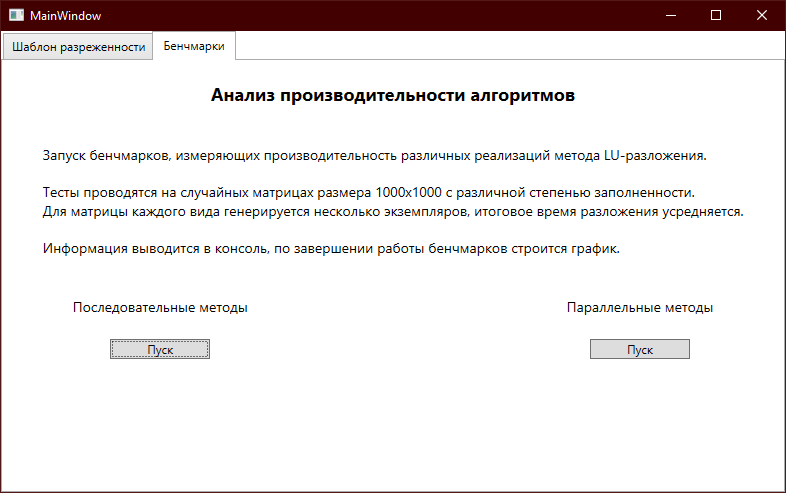 MainWindow
Шаблон разреженности Бенчмарки
Анализ производительности алгоритмов
Запуск бенчмарков, измеряющих производительность различных реализаций метода LU-разложения.
Тесты проводятся на случайных матрицах размера 1000x1000 с различной степенью заполненности.
Для матрицы каждого вида генерируется несколько экземпляров, итоговое время разложения усредняется.
Информация выводится в консоль, по завершении работы бенчмарков строится график.
Последовательные методы Параллельные методы
Пуск Пуск